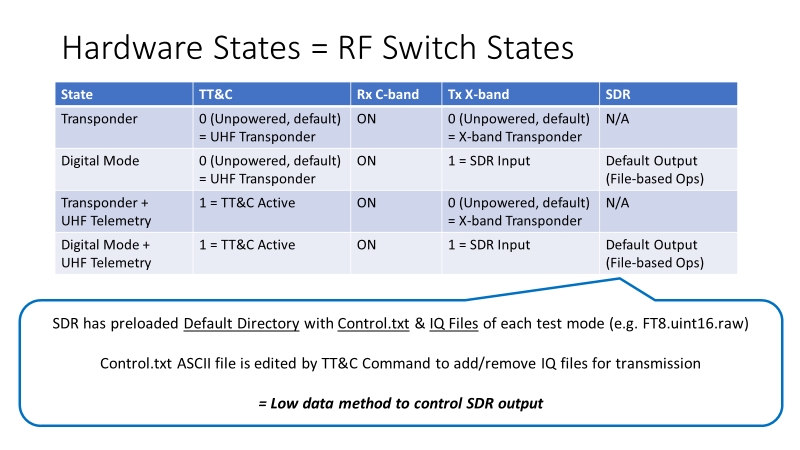 Hardware States = RF Switch States
State TT&C Rx C-band Tx X-band SDR
Transponder 0 (Unpowered, default) ON 0 (Unpowered, default) N/A
= UHF Transponder = X-band Transponder
Digital Mode 0 (Unpowered, default) ON 1 = SDR Input Default Output
= UHF Transponder (File-based Ops)
Transponder + 1 = TT&C Active ON 0 (Unpowered, default) N/A
UHF Telemetry = X-band Transponder
Digital Mode + 1 = TT&C Active ON 1 = SDR Input Default Output
UHF Telemetry (File-based Ops)
SDR has preloaded Default Directory with Control.txt & IQ Files of each test mode (e.g. FT8.uint16.raw)
Control.txt ASCII file is edited by TT&C Command to add/remove IQ files for transmission
= Low data method to control SDR output